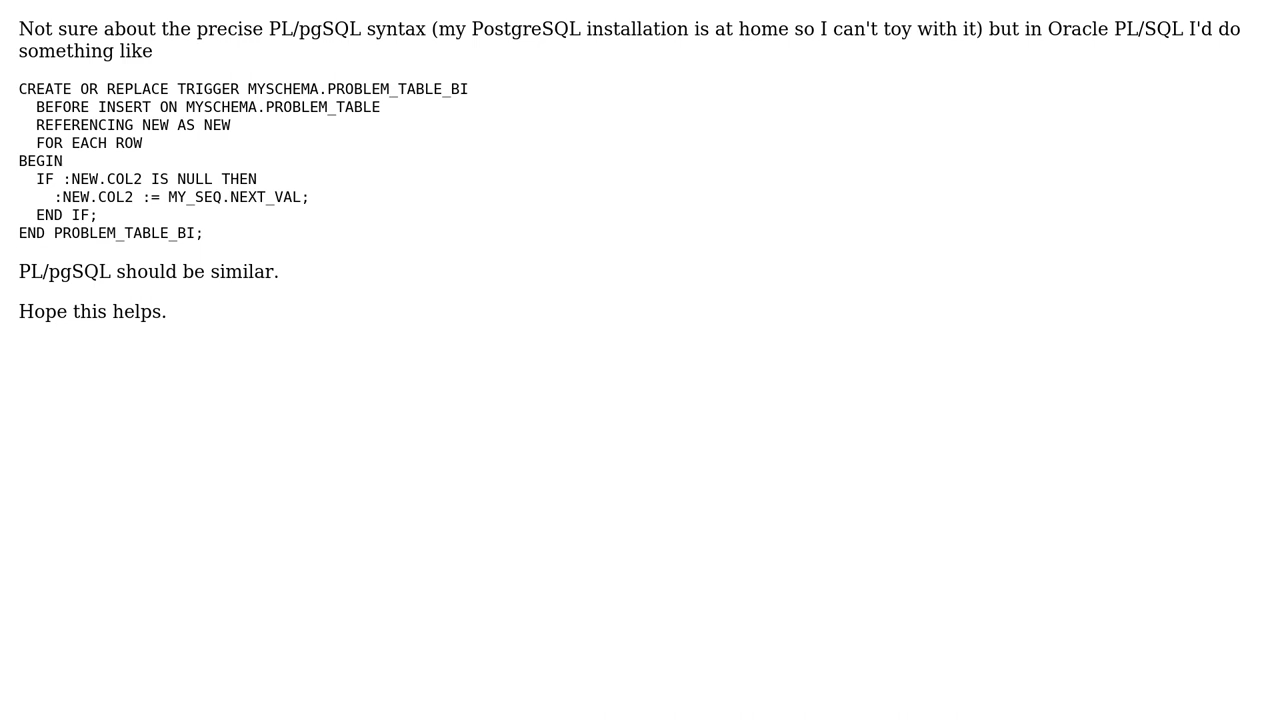 Not sure about the precise PL/pgSQL syntax (my PostgreSQL installation is at home so I can't toy with it) but in Oracle PL/SQL I'd do
something like
CREATE OR REPLACE TRIGGER MYSCHEMA.PROBLEM_TABLE_BI
  BEFORE INSERT ON MYSCHEMA.PROBLEM_TABLE
  REFERENCING NEW AS NEW
  FOR EACH ROW
BEGIN
  IF :NEW.COL2 IS NULL THEN
    :NEW.COL2 := MY_SEQ.NEXT_VAL;
  END IF;
END PROBLEM_TABLE_BI;
PL/pgSQL should be similar.
Hope this helps.